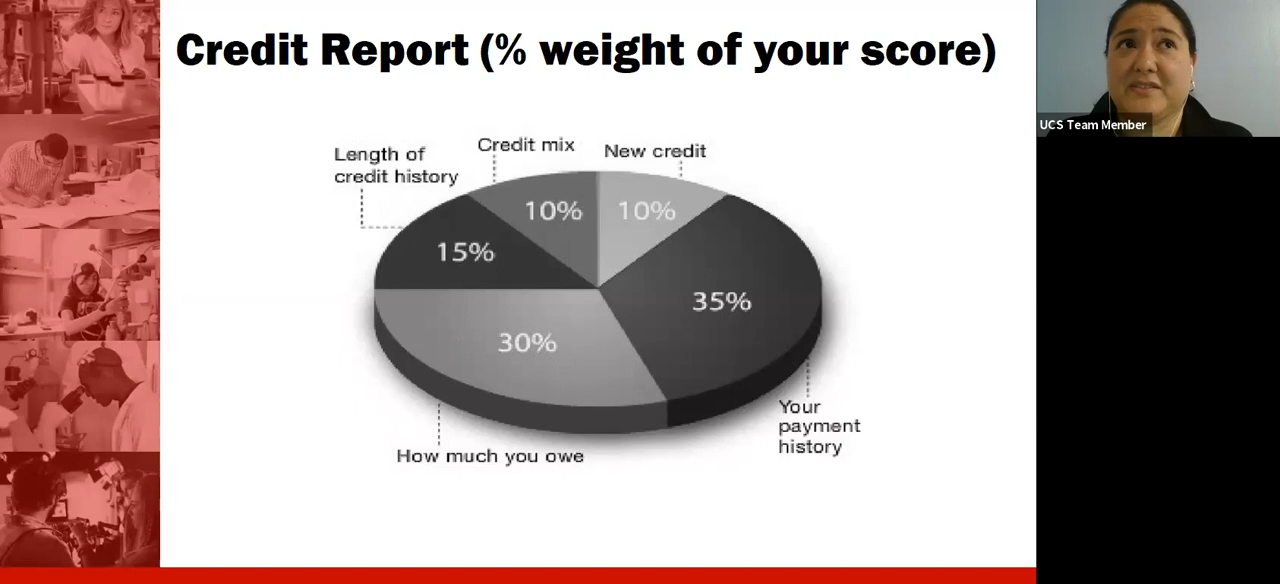 Credit Report (% weight of your score)
UCS Team Member
Length of
credit history
Credit mix
New credit
10%
10%
15%
35%
30%
Your
payment
history
How much you owe